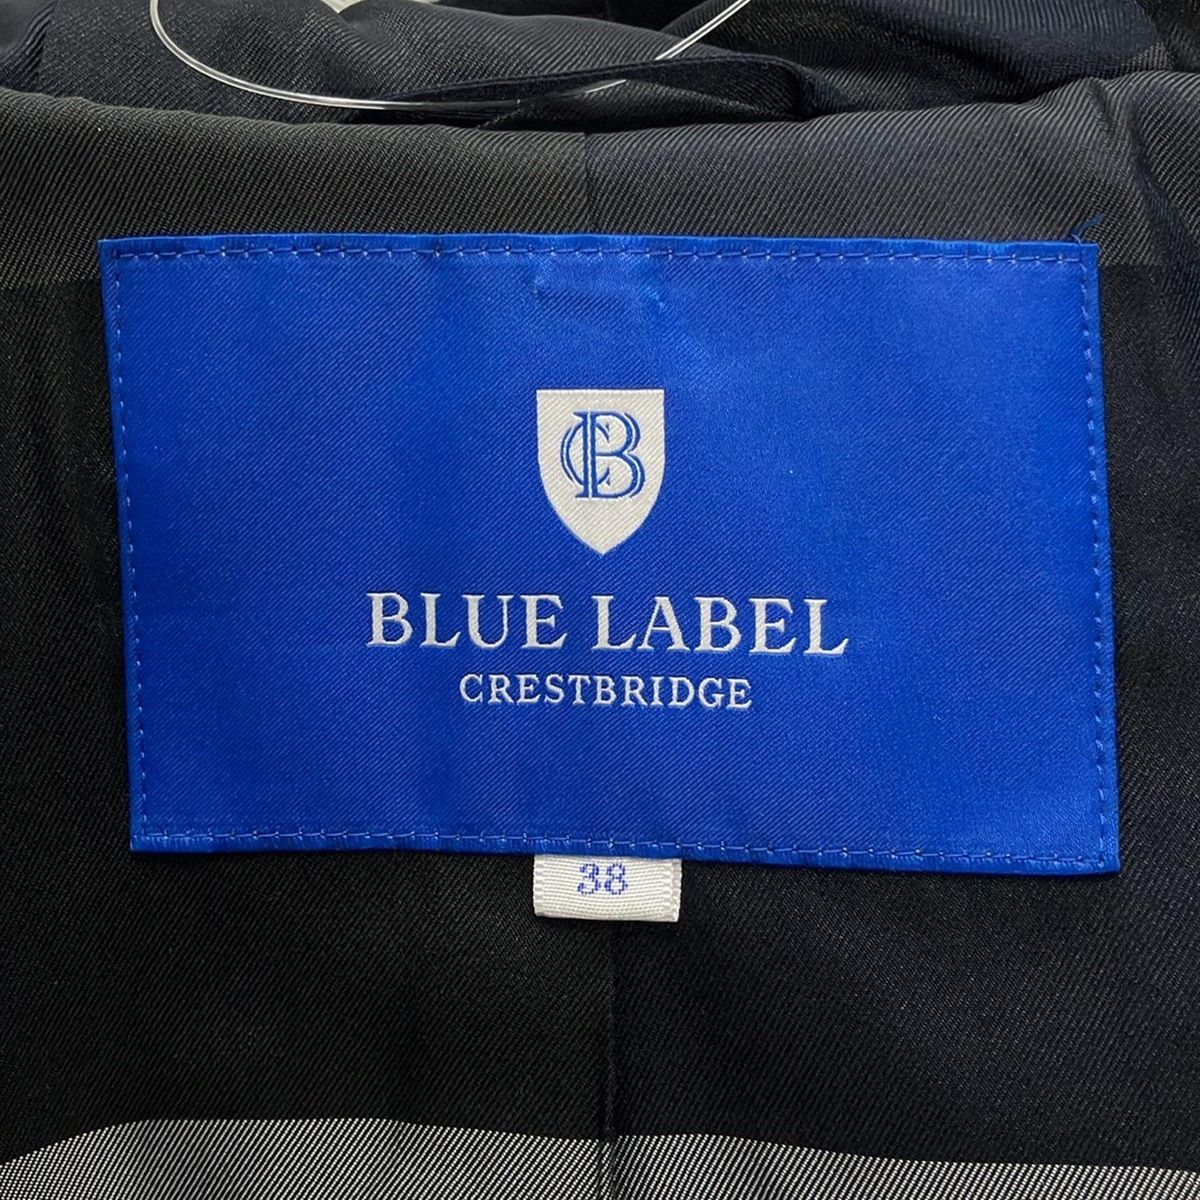 CB
BLUE LABEL
CRESTBRIDGE
38